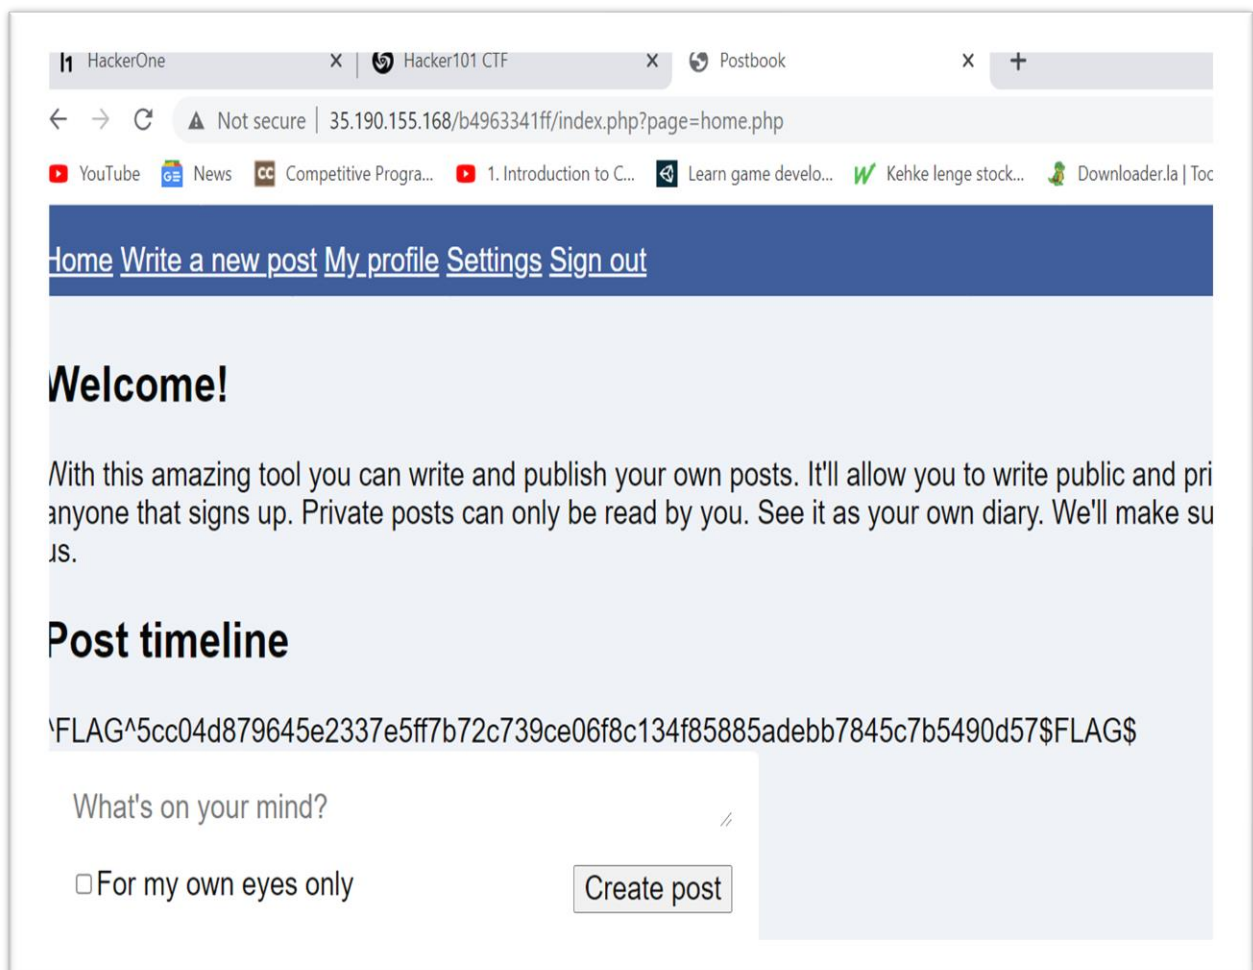 HackerOne
Hacker101 CTF
Postbook
Not secure | 35.190.155.168/b4963341ff/index.php?page=home.php
YouTube GE News CC Competitive Progra... 1. Introduction to C... Learn game develo... W Kehke lenge stock... Downloader.la | Toc
Home Write a new post My profile Settings Sign out
Welcome!
With this amazing tool you can write and publish your own posts. It'll allow you to write public and pri
anyone that signs up. Private posts can only be read by you. See it as your own diary. We'll make su
us.
Post timeline
^FLAG^5cc04d879645e2337e5ff7b72c739ce06f8c134f85885adebb7845c7b5490d57$FLAG$
What's on your mind?
For my own eyes only
Create post